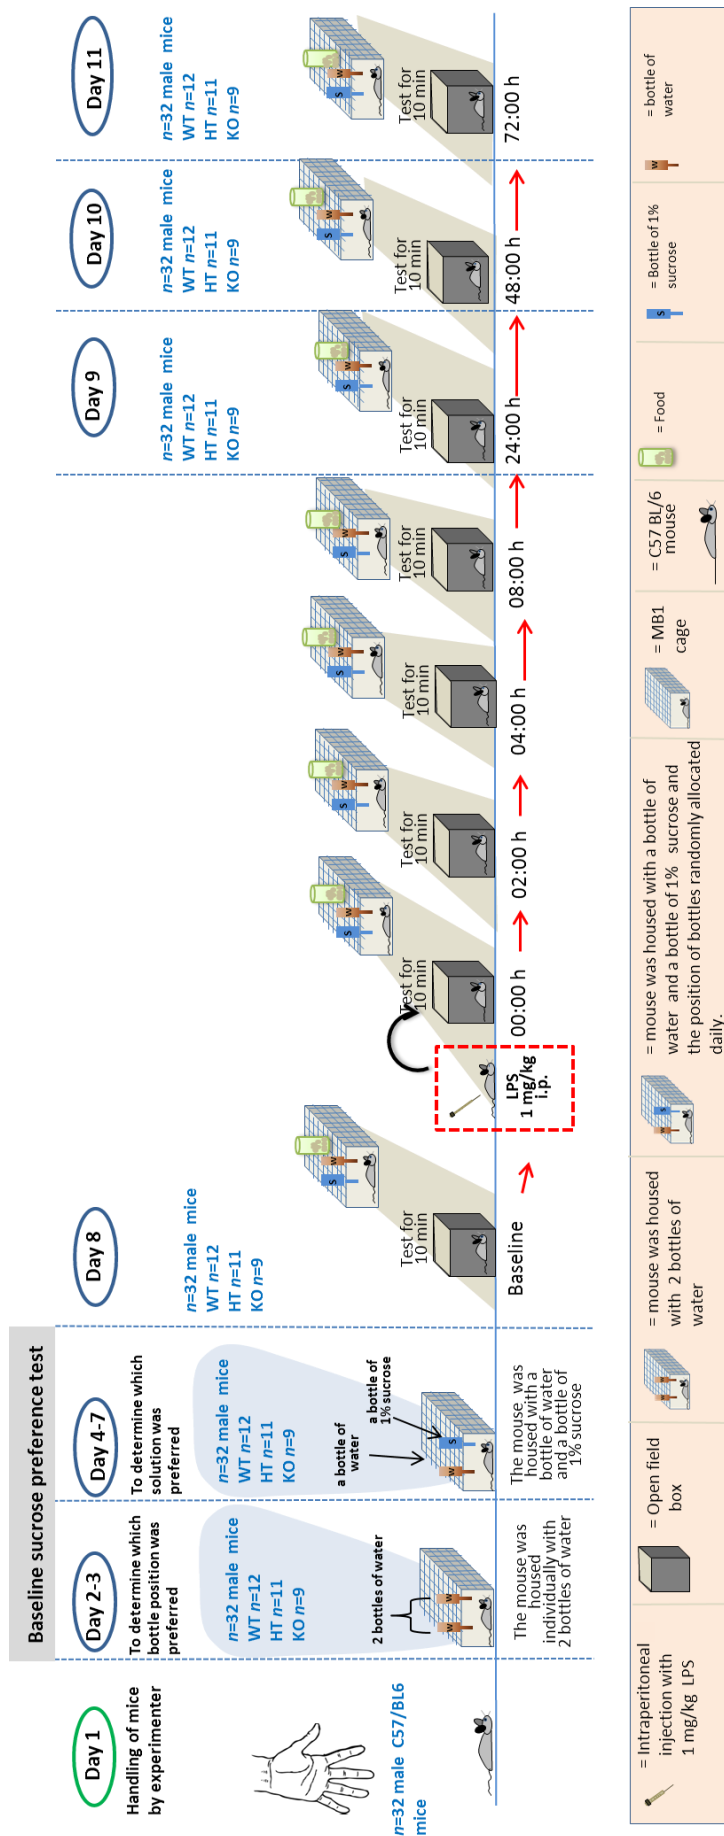 Baseline sucrose preference test
Day 1
Handling of mice
by experimenter
n=32 male C57/BL6
mice
Day 2-3
To determine which
bottle position was
preferred
n=32 male mice
WT n=12
HT n=11
KO n=9
2 bottles of water
W
W
The mouse was
housed
individually with
2 bottles of water
Day 4-7
To determine which
solution was
preferred
n=32 male mice
WT n=12
HT n=11
KO n=9
a bottle of
water
a bottle of
1% sucrose
W
S
The mouse was
housed with a
bottle of water
and a bottle of
1% sucrose
Day 8
n=32 male mice
WT n=12
HT n=11
KO n=9
S
W
Test for
10 min
Baseline
LPS
1 mg/kg
i.p.
S
W
Test for
10 min
00:00 h
S
W
Test for
10 min
02:00 h
S
W
Test for
10 min
04:00 h
S
W
Test for
10 min
08:00 h
Day 9
n=32 male mice
WT n=12
HT n=11
KO n=9
S
W
Test for
10 min
24:00 h
Day 10
n=32 male mice
WT n=12
HT n=11
KO n=9
S
W
Test for
10 min
48:00 h
Day 11
n=32 male mice
WT n=12
HT n=11
KO n=9
S
W
Test for
10 min
72:00 h
= Intraperitoneal
injection with
1 mg/kg LPS
= Open field
box
W
W
= mouse was housed
with 2 bottles of
water
W
S
= mouse was housed with a bottle of
water and a bottle of 1% sucrose and
the position of bottles randomly allocated
daily.
= MB1
cage
= C57 BL/6
mouse
= Food
S
= Bottle of 1%
sucrose
W
= bottle of
water